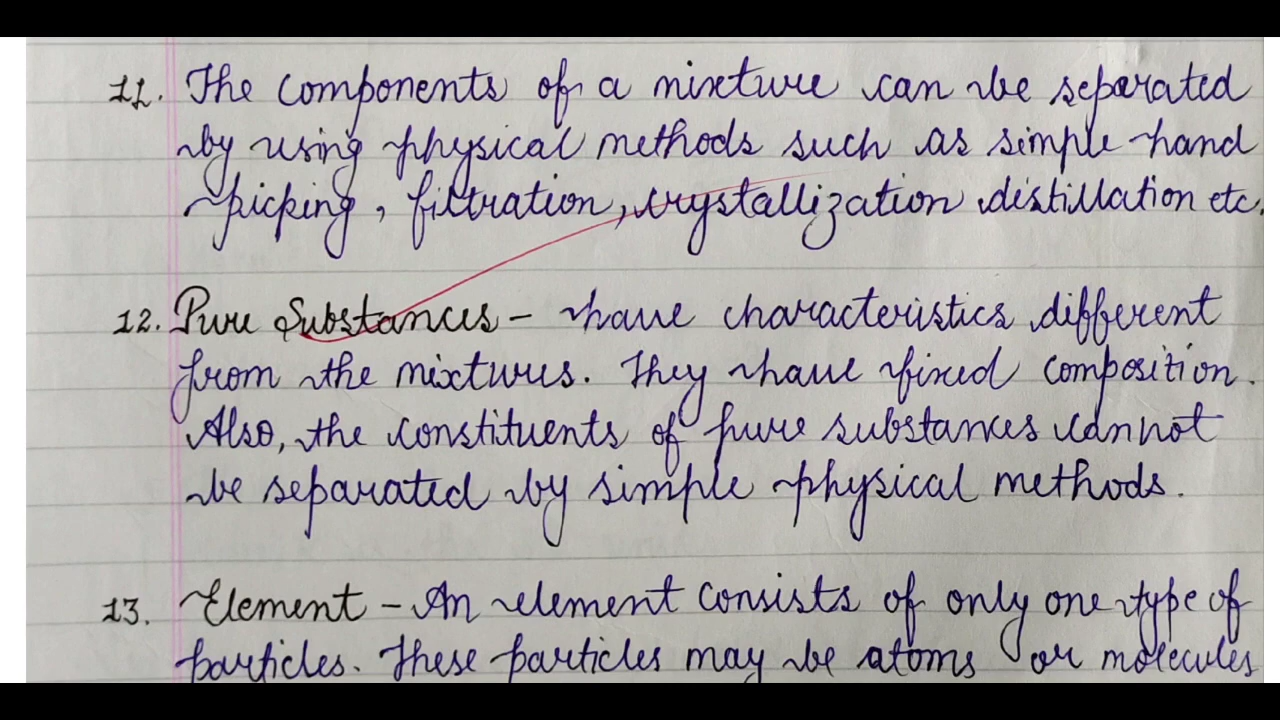 11. The components of a mixture can be separated
by using physical methods such as simple hand
picking, filtration, crystallization distillation etc.
12. Pure Substances - have characteristics different
from the mixtures. They have fixed composition.
Also, the constituents of pure substances cannot
be separated by simple physical methods.
13. Element - An element consists of only one type of
particles. These particles may be atoms or molecules